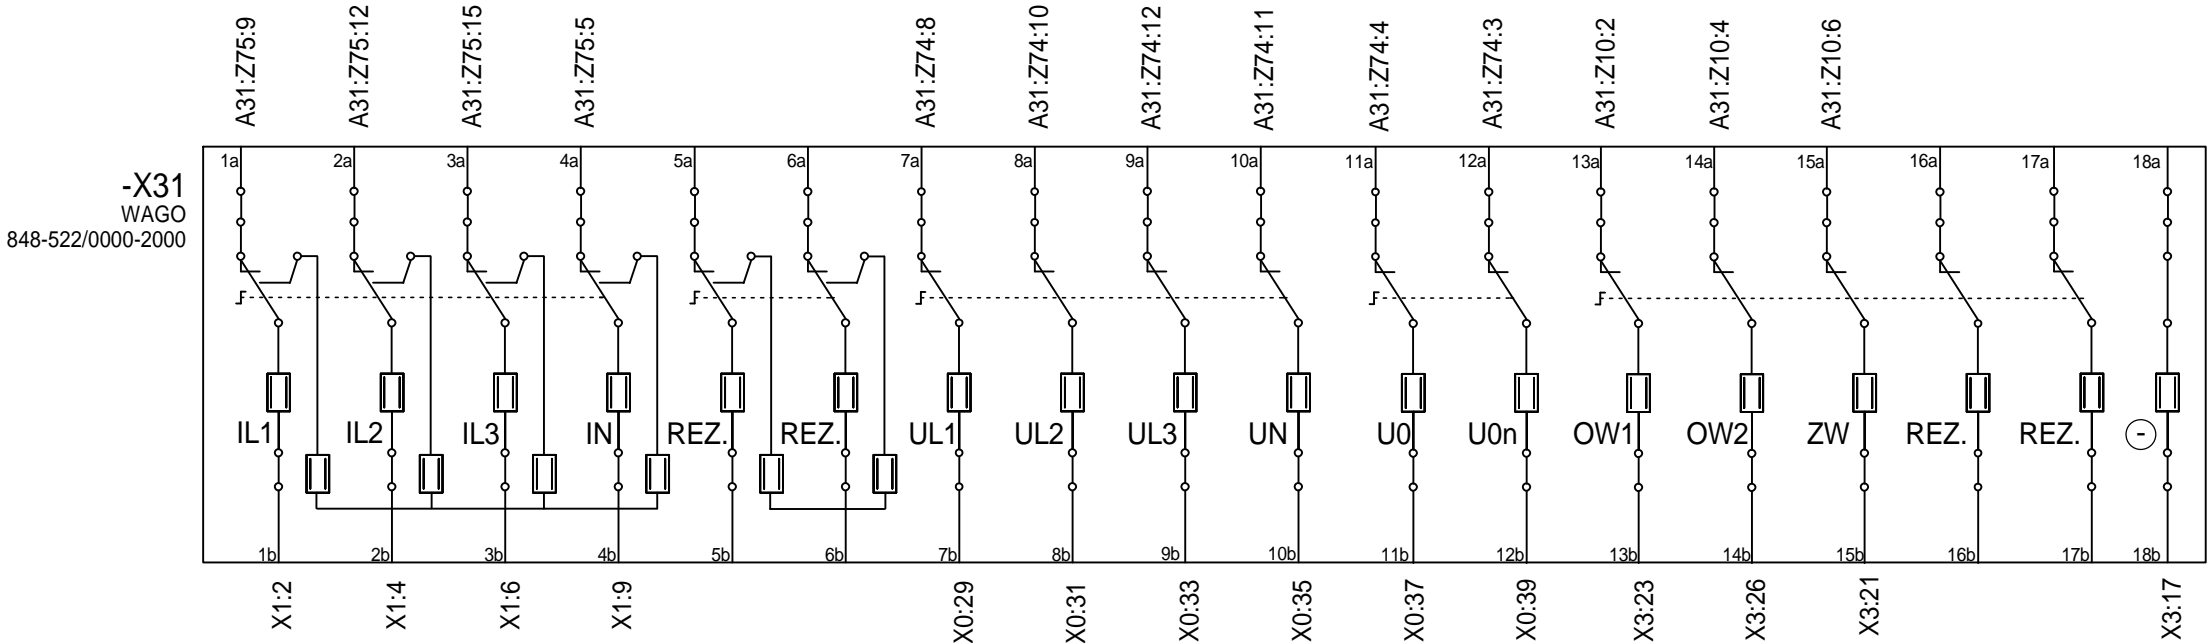 A31:Z75:9
A31:Z75:12
A31:Z75:15
A31:Z75:5
A31:Z74:8
A31:Z74:10
A31:Z74:12
A31:Z74:11
A31:Z74:4
A31:Z74:3
A31:Z10:2
A31:Z10:4
A31:Z10:6
1a 2a 3a 4a 5a 6a 7a 8a 9a 10a 11a 12a 13a 14a 15a 16a 17a 18a
-X31
WAGO
848-522/0000-2000
IL1 IL2 IL3 IN REZ. REZ. UL1 UL2 UL3 UN U0 U0n OW1 OW2 ZW REZ. REZ. -
1b 2b 3b 4b 5b 6b 7b 8b 9b 10b 11b 12b 13b 14b 15b 16b 17b 18b
X1:2
X1:4
X1:6
X1:9
X0:29
X0:31
X0:33
X0:35
X0:37
X0:39
X3:23
X3:26
X3:21
X3:17